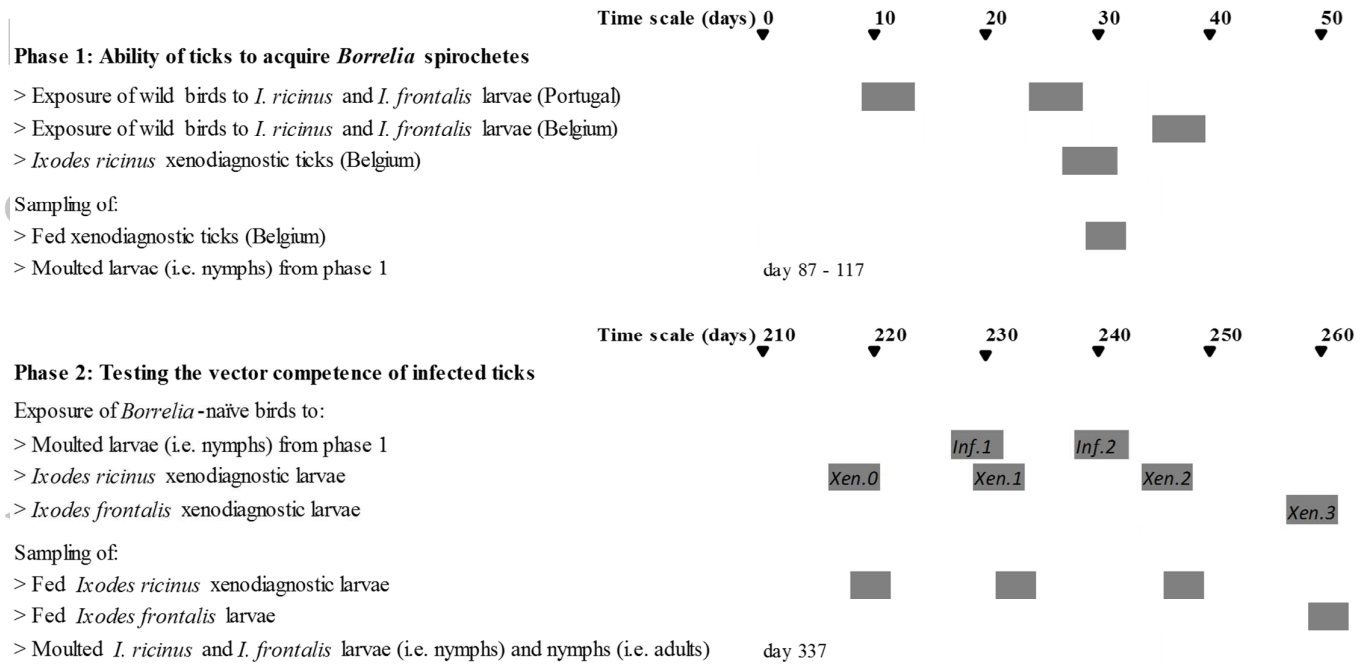 Time scale (days) 0 10 20 30 40 50
Phase 1: Ability of ticks to acquire Borrelia spirochetes
> Exposure of wild birds to I. ricinus and I. frontalis larvae (Portugal)
> Exposure of wild birds to I. ricinus and I. frontalis larvae (Belgium)
> Ixodes ricinus xenodiagnostic ticks (Belgium)
Sampling of:
> Fed xenodiagnostic ticks (Belgium)
> Moulted larvae (i.e. nymphs) from phase 1 day 87 - 117
Time scale (days) 210 220 230 240 250 260
Phase 2: Testing the vector competence of infected ticks
Exposure of Borrelia-naïve birds to:
> Moulted larvae (i.e. nymphs) from phase 1 Inf.1 Inf.2
> Ixodes ricinus xenodiagnostic larvae Xen.0 Xen.1 Xen.2
> Ixodes frontalis xenodiagnostic larvae Xen.3
Sampling of:
> Fed Ixodes ricinus xenodiagnostic larvae
> Fed Ixodes frontalis larvae
> Moulted I. ricinus and I. frontalis larvae (i.e. nymphs) and nymphs (i.e. adults) day 337